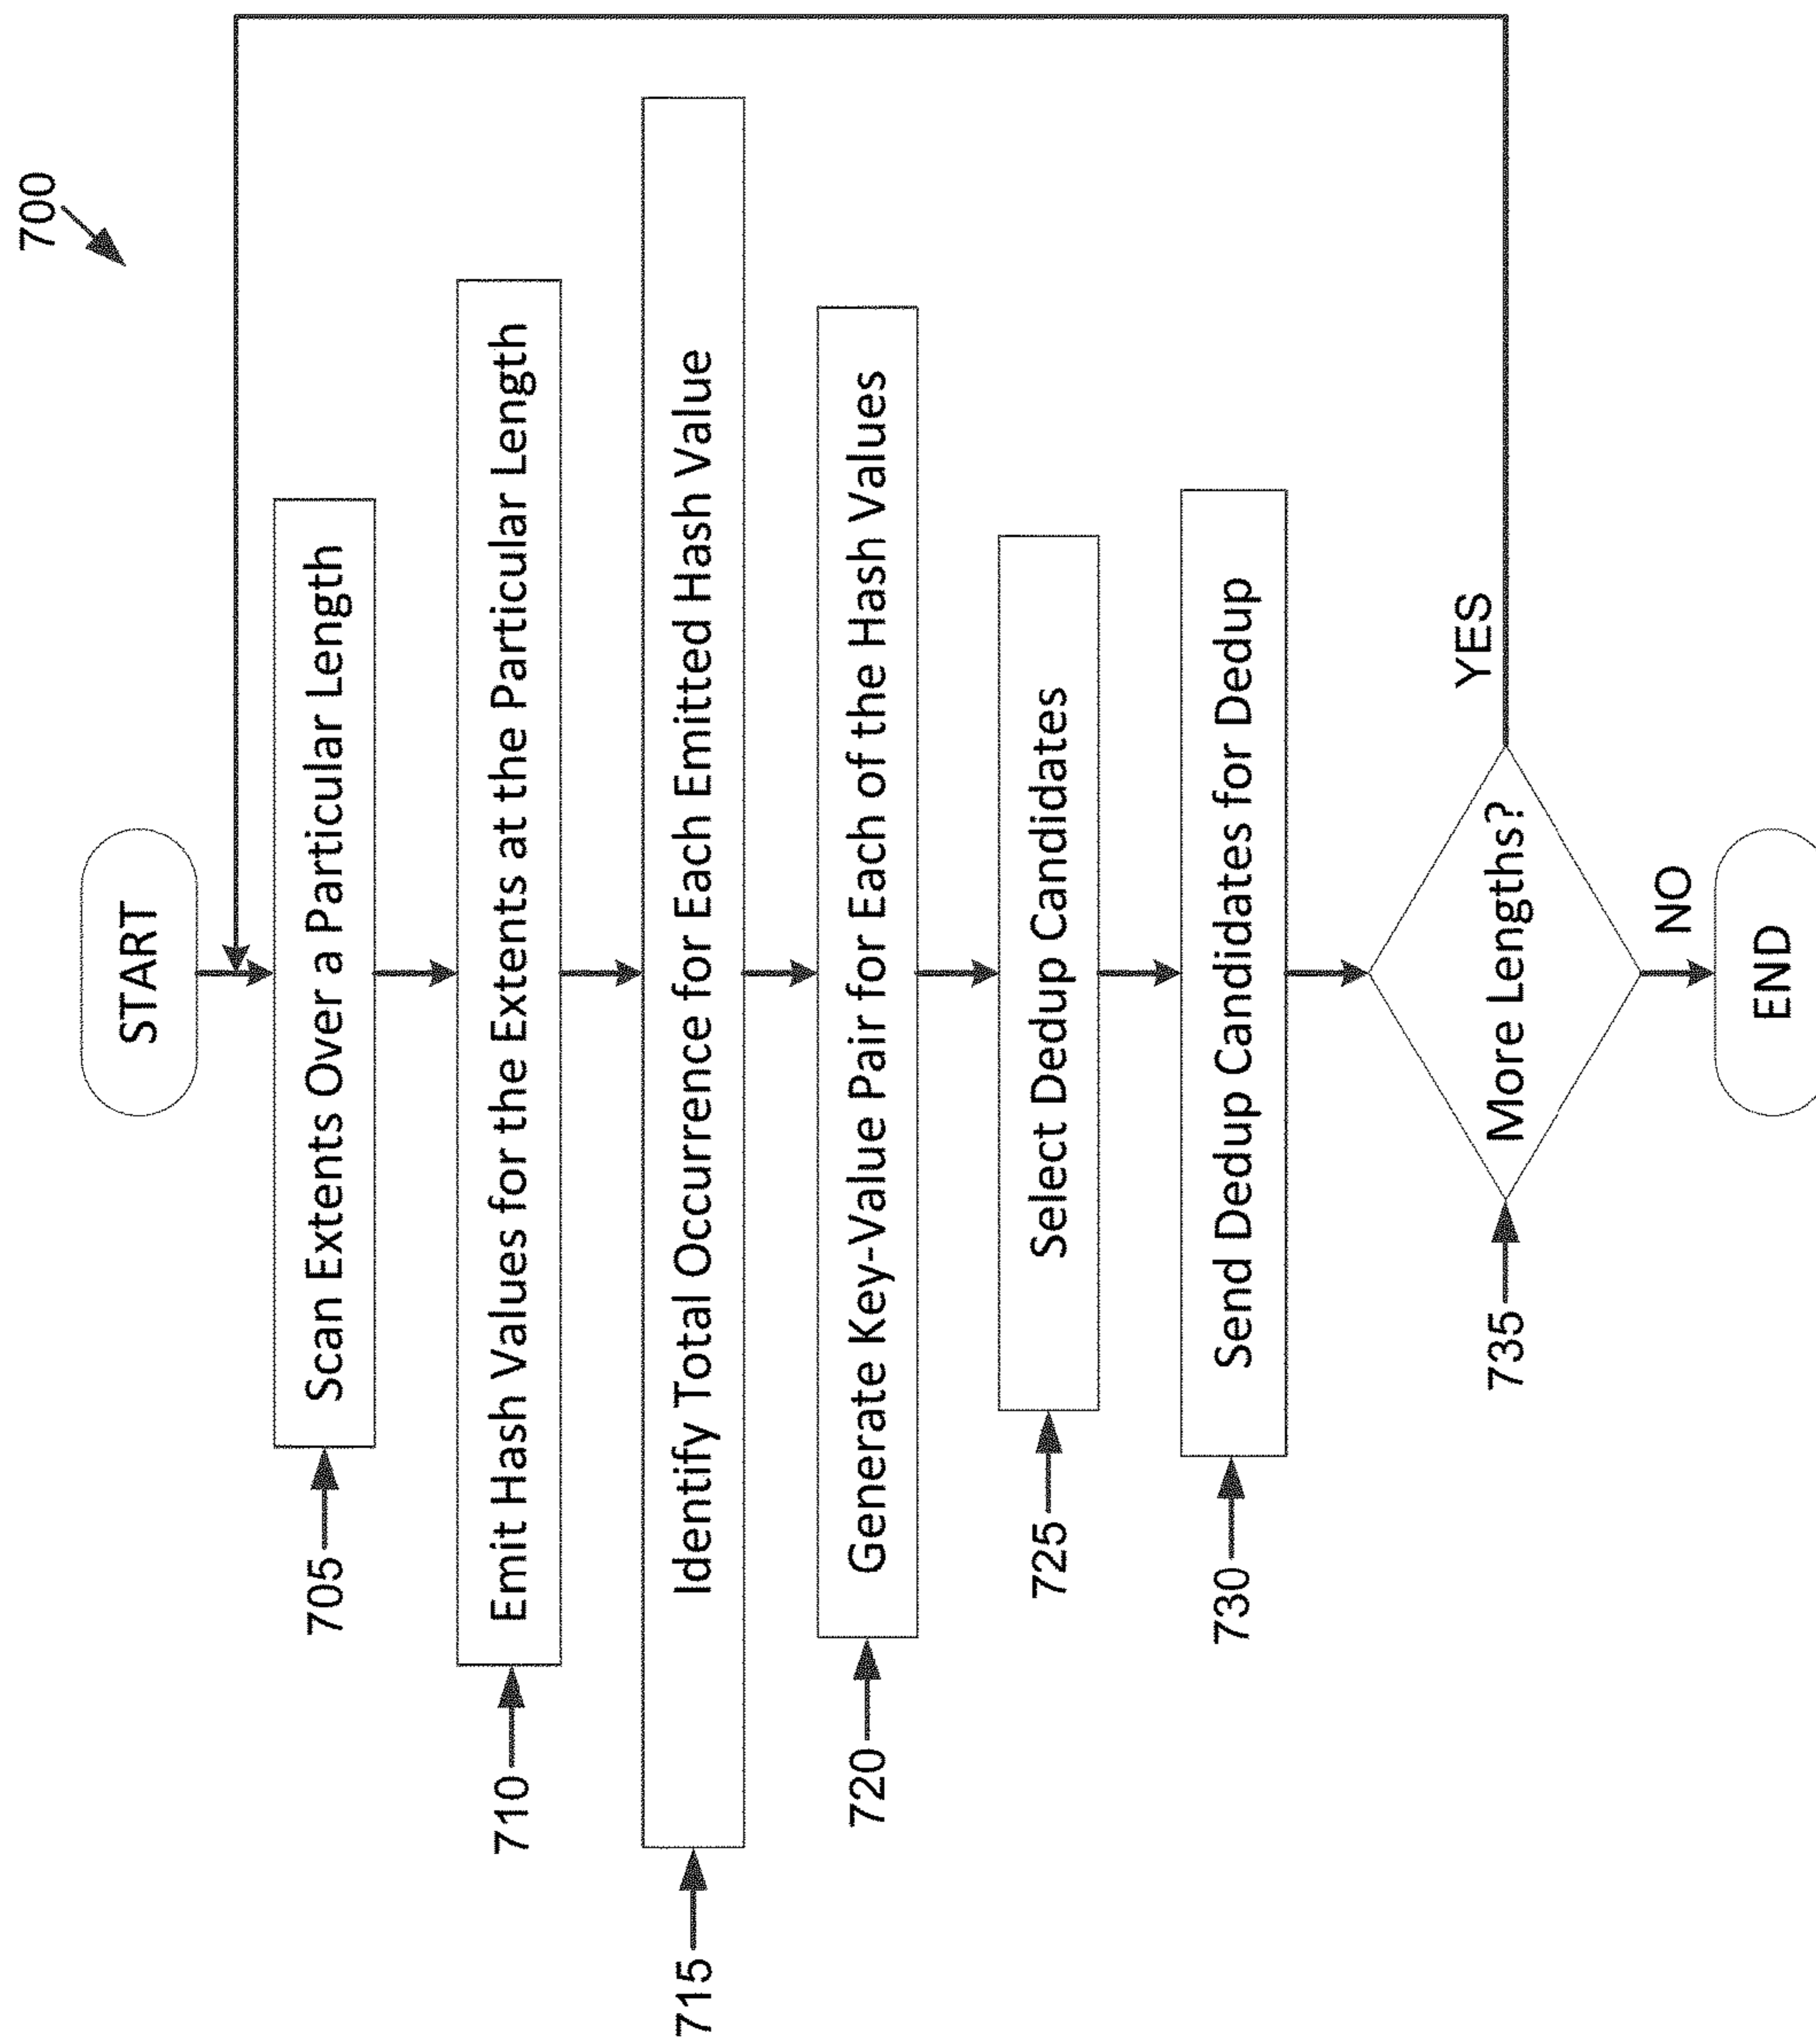 700
START
705
Scan Extents Over a Particular Length
710
Emit Hash Values for the Extents at the Particular Length
715
Identify Total Occurrence for Each Emitted Hash Value
720
Generate Key-Value Pair for Each of the Hash Values
725
Select Dedup Candidates
730
Send Dedup Candidates for Dedup
735
More Lengths?
YES
NO
END